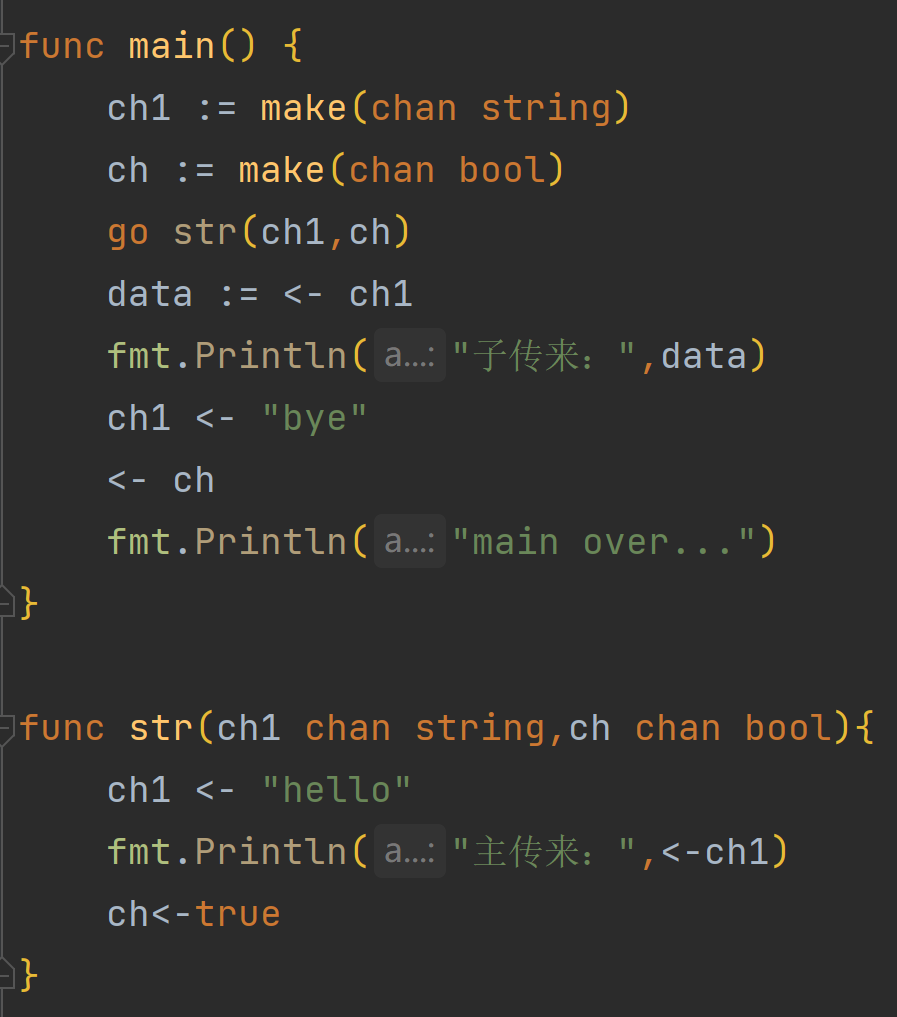 func main() {
    ch1 := make(chan string)
    ch := make(chan bool)
    go str(ch1,ch)
    data := <- ch1
    fmt.Println( a...: "子传来：",data)
    ch1 <- "bye"
    <- ch
    fmt.Println( a...: "main over...")
}
func str(ch1 chan string,ch chan bool){
    ch1 <- "hello"
    fmt.Println( a...: "主传来：",<-ch1)
    ch<-true
}